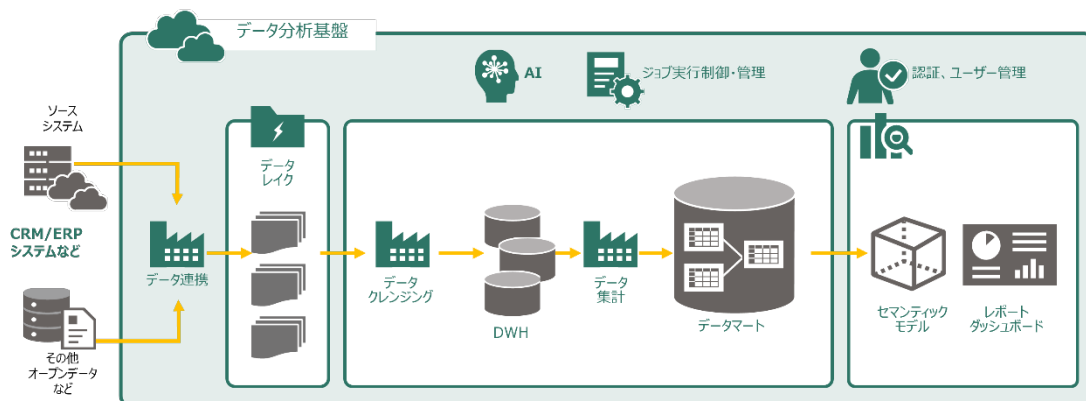 データ分析基盤
AI
ジョブ実行制御・管理
認証、ユーザー管理
ソース
システム
CRM/ERP
システムなど
その他
オープンデータ
など
データ連携
データ
レイク
データ
クレンジング
DWH
データ
集計
データマート
セマンティック
モデル
レポート
ダッシュボード